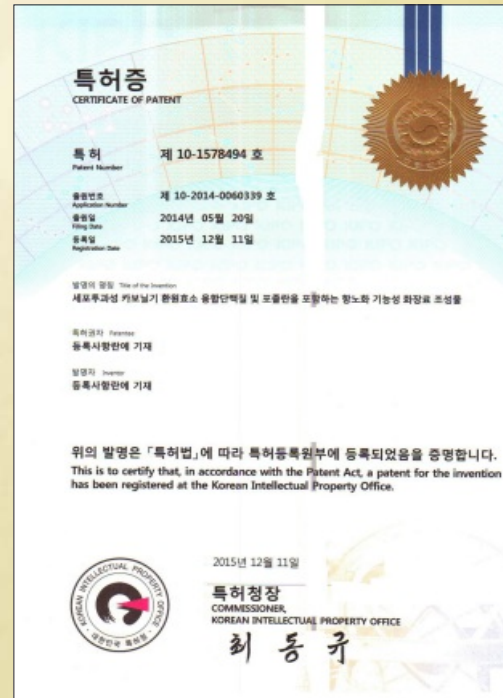 특허증
CERTIFICATE OF PATENT
특 허 제 10-1578494 호
Patent Number
출원번호 제 10-2014-0060339 호
Application Number
출원일 2014년 05월 20일
Filing Date
등록일 2015년 12월 11일
Registration Date
발명의 명칭 Title of the Invention
세포투과성 카보닐기 환원효소 융합단백질 및 포졸란을 포함하는 항노화 기능성 화장료 조성물
특허권자 Patentee
등록사항란에 기재
발명자 Inventor
등록사항란에 기재
위의 발명은 「특허법」에 따라 특허등록원부에 등록되었음을 증명합니다.
This is to certify that, in accordance with the Patent Act, a patent for the invention
has been registered at the Korean Intellectual Property Office.
2015년 12월 11일
특허청장
COMMISSIONER,
KOREAN INTELLECTUAL PROPERTY OFFICE
최동규
KOREAN INTELLECTUAL PROPERTY OFFICE
대한민국 특허청